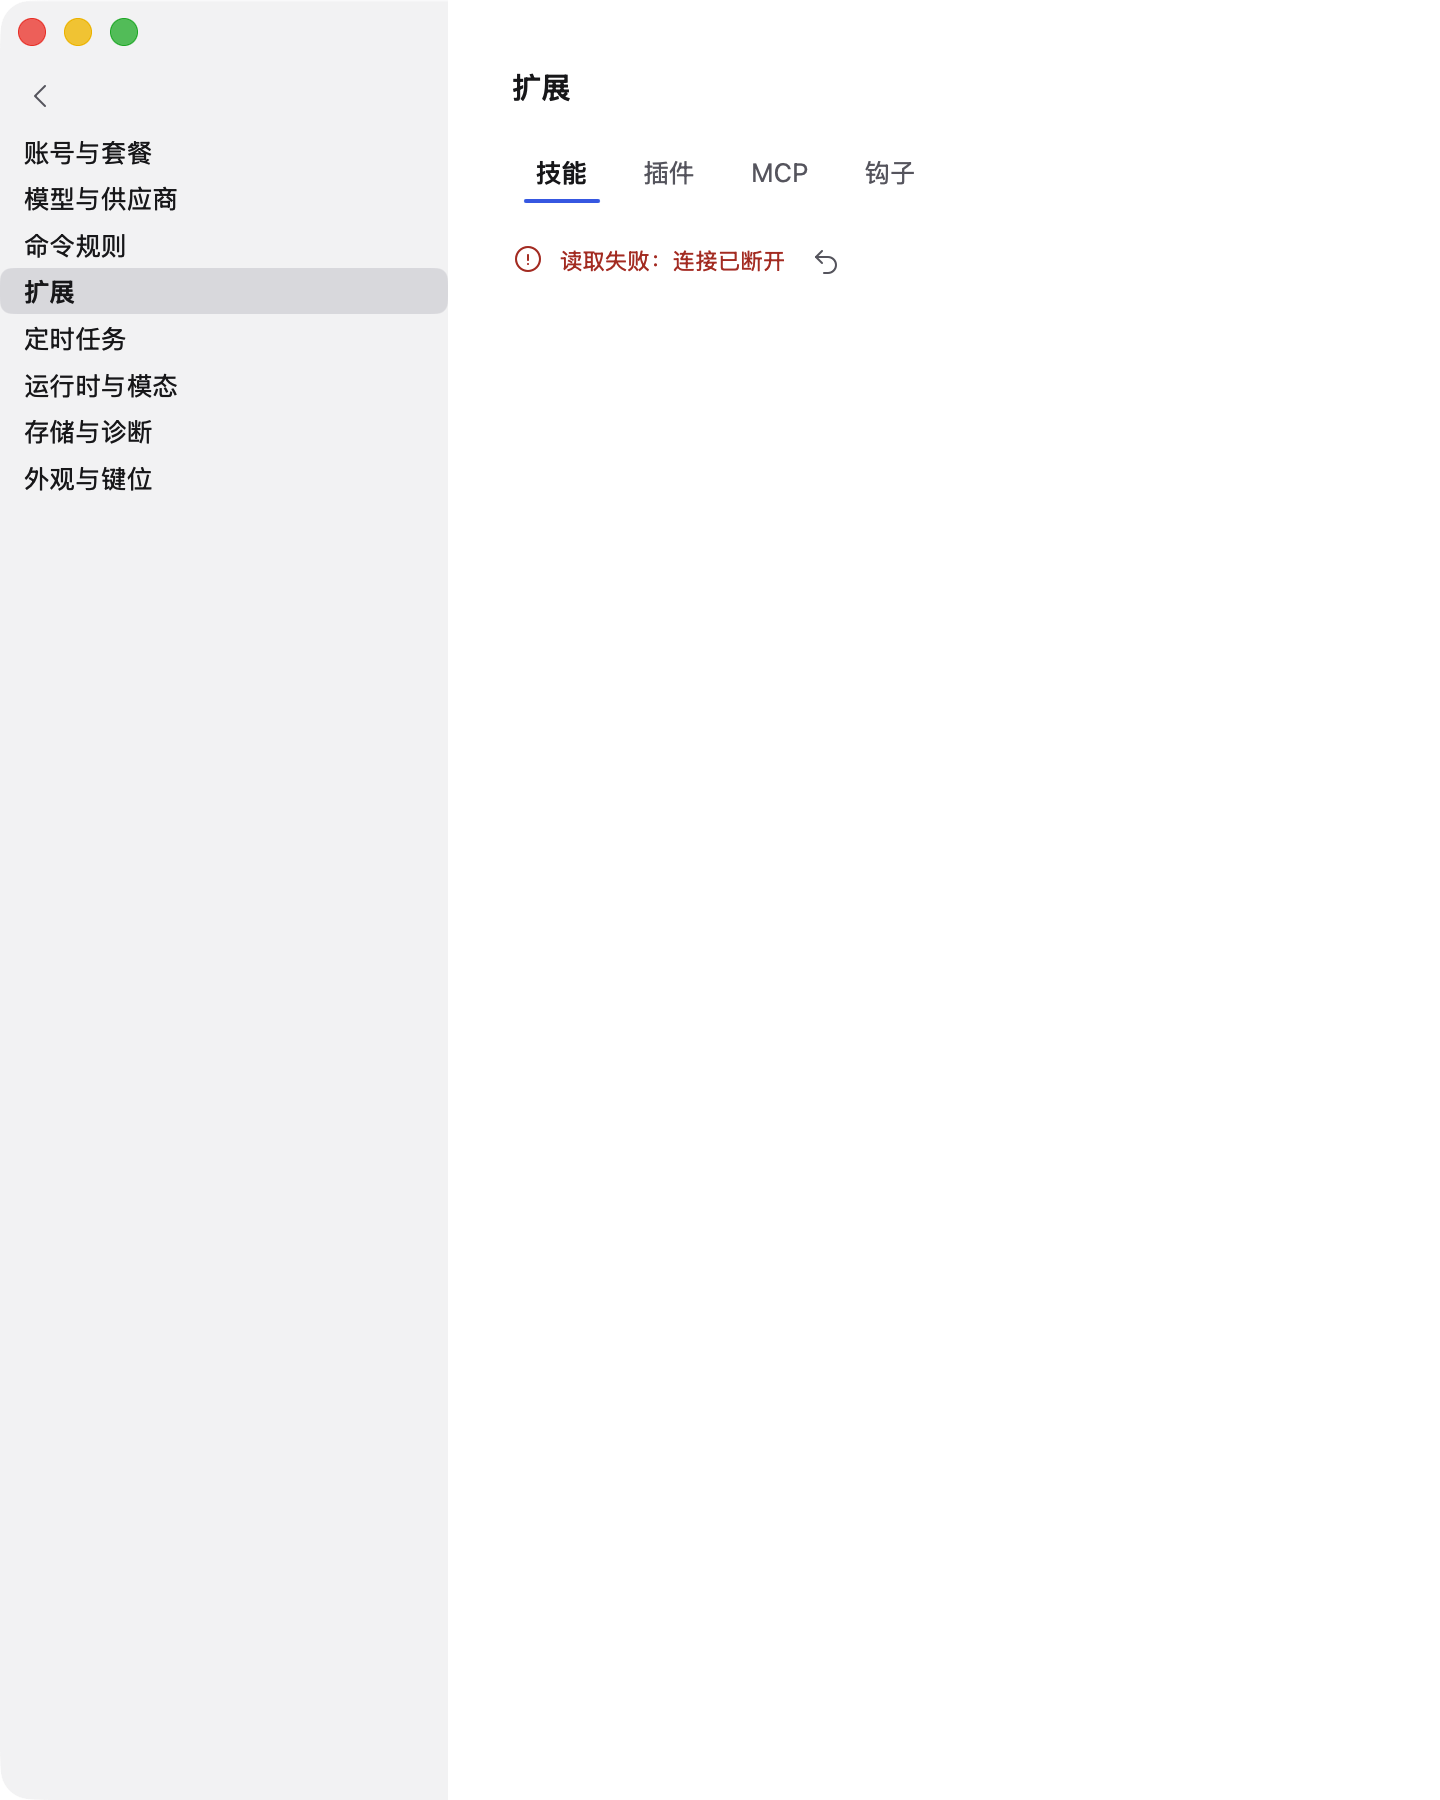 账号与套餐
模型与供应商
命令规则
扩展
定时任务
运行时与模态
存储与诊断
外观与键位
扩展
技能 插件 MCP 钩子
读取失败：连接已断开